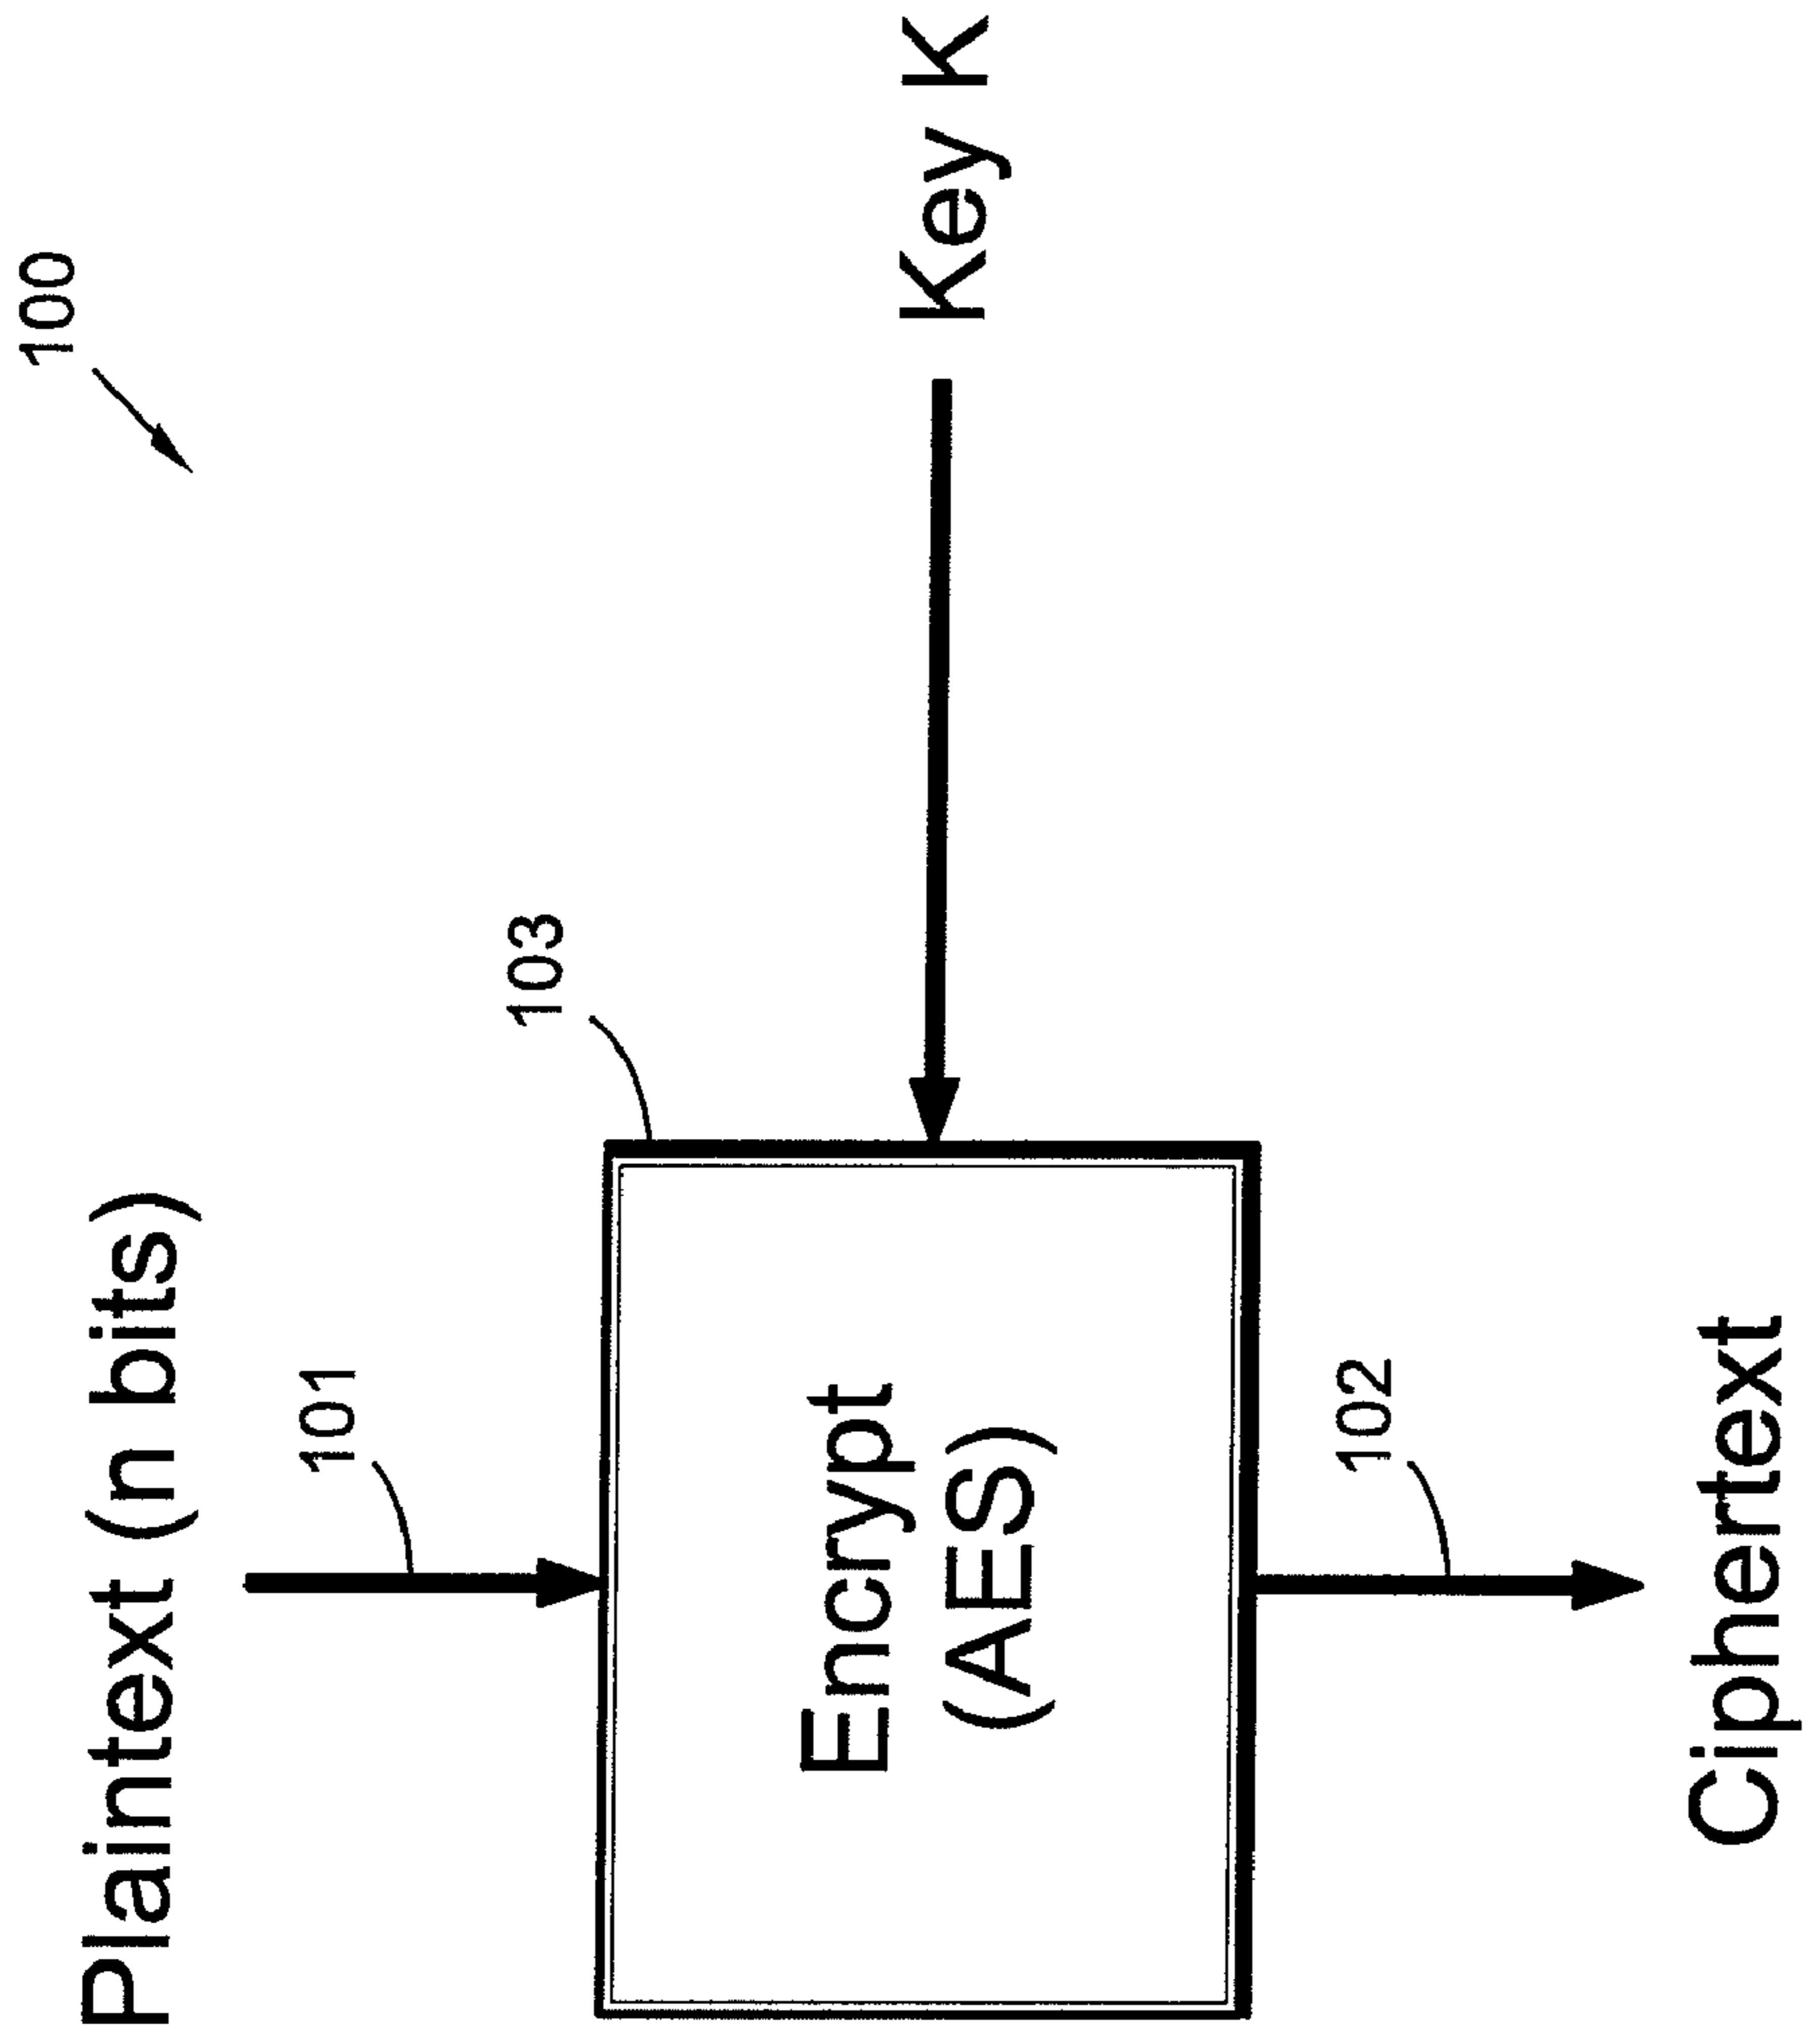 100
Plaintext (n bits)
101
103
Encrypt
(AES)
Key K
102
Ciphertext